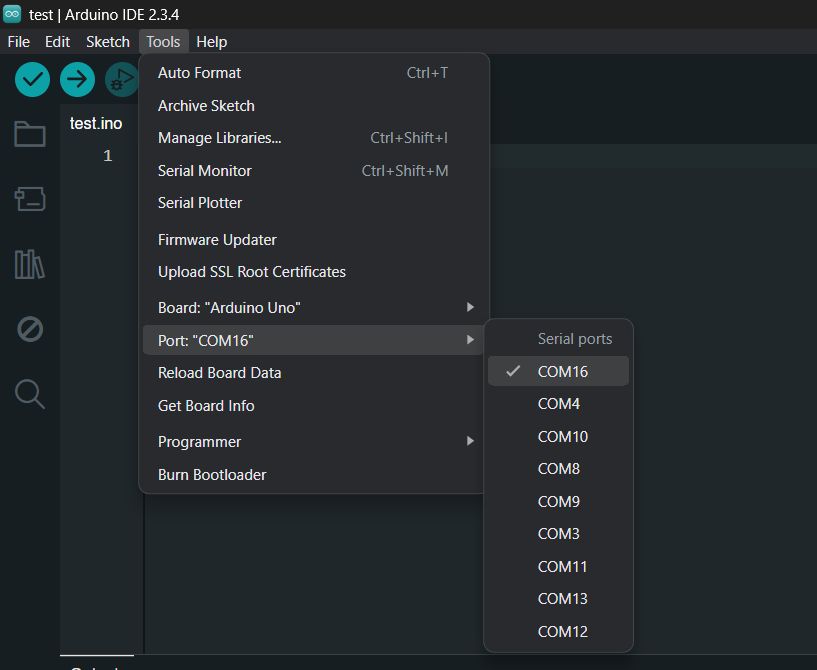 test | Arduino IDE 2.3.4
File Edit Sketch Tools Help
test.ino
1
Auto Format Ctrl+T
Archive Sketch
Manage Libraries... Ctrl+Shift+I
Serial Monitor Ctrl+Shift+M
Serial Plotter
Firmware Updater
Upload SSL Root Certificates
Board: "Arduino Uno"
Port: "COM16"
Reload Board Data
Get Board Info
Programmer
Burn Bootloader
Serial ports
COM16
COM4
COM10
COM8
COM9
COM3
COM11
COM13
COM12